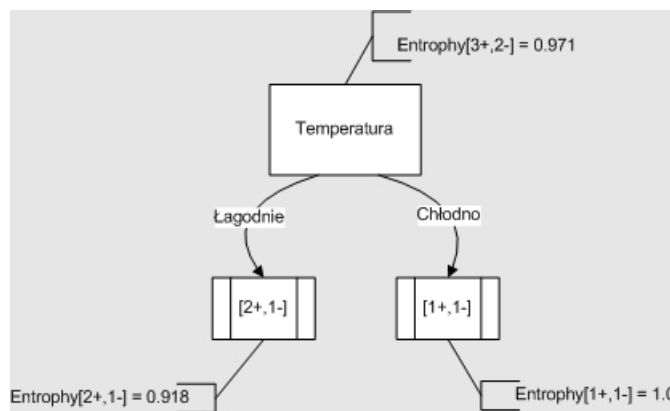 Entrophy[3+,2-] = 0.971
Temperatura
Łagodnie
Chłodno
[2+,1-]
[1+,1-]
Entrophy[2+,1-] = 0.918
Entrophy[1+,1-] = 1.0